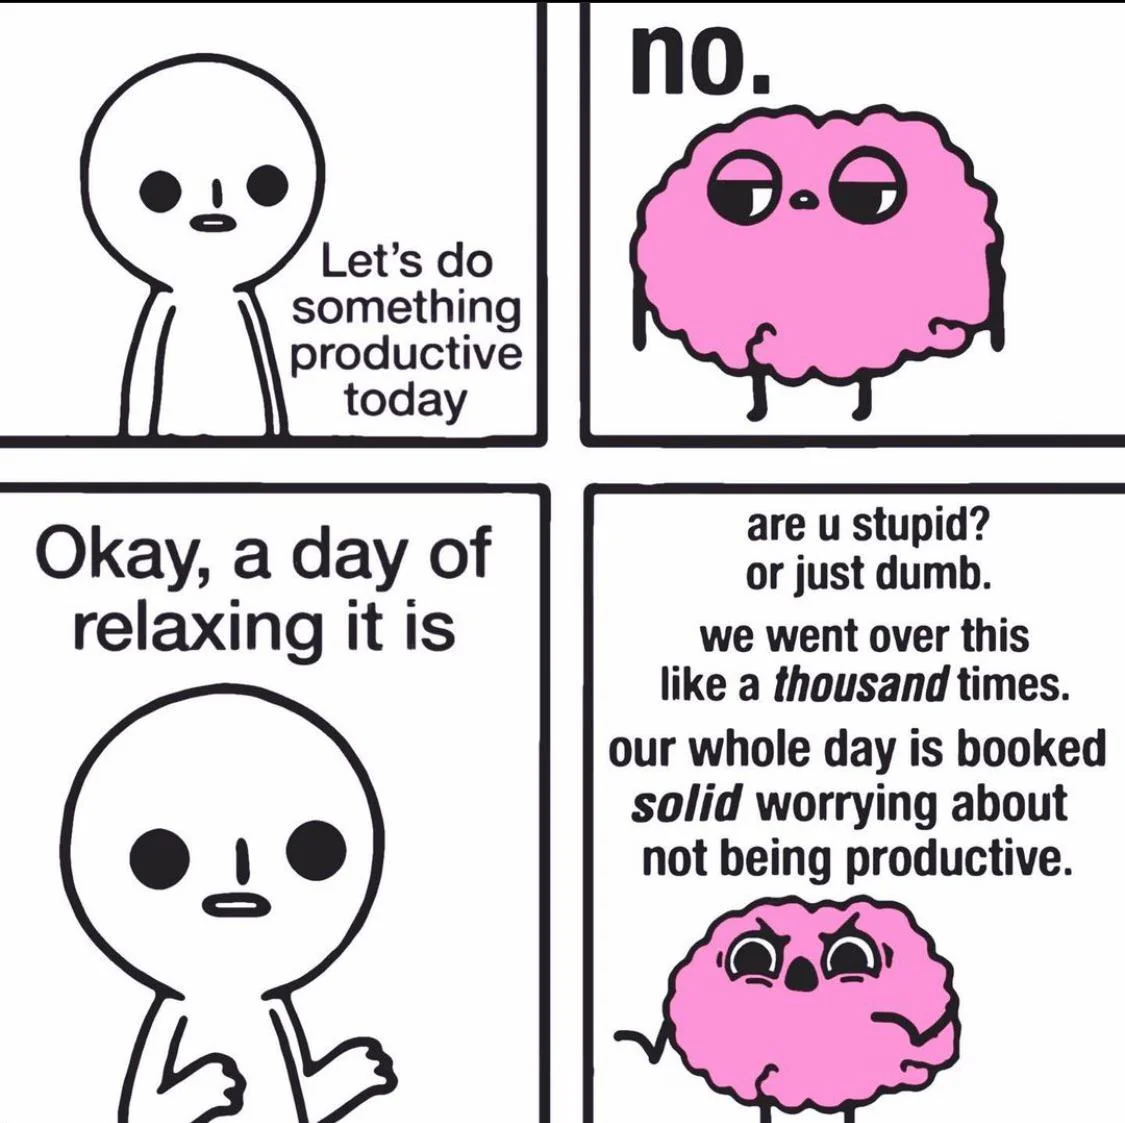 Let's do
something
productive
today
no.
Okay, a day of
relaxing it is
are u stupid?
or just dumb.
we went over this
like a thousand times.
our whole day is booked
solid worrying about
not being productive.